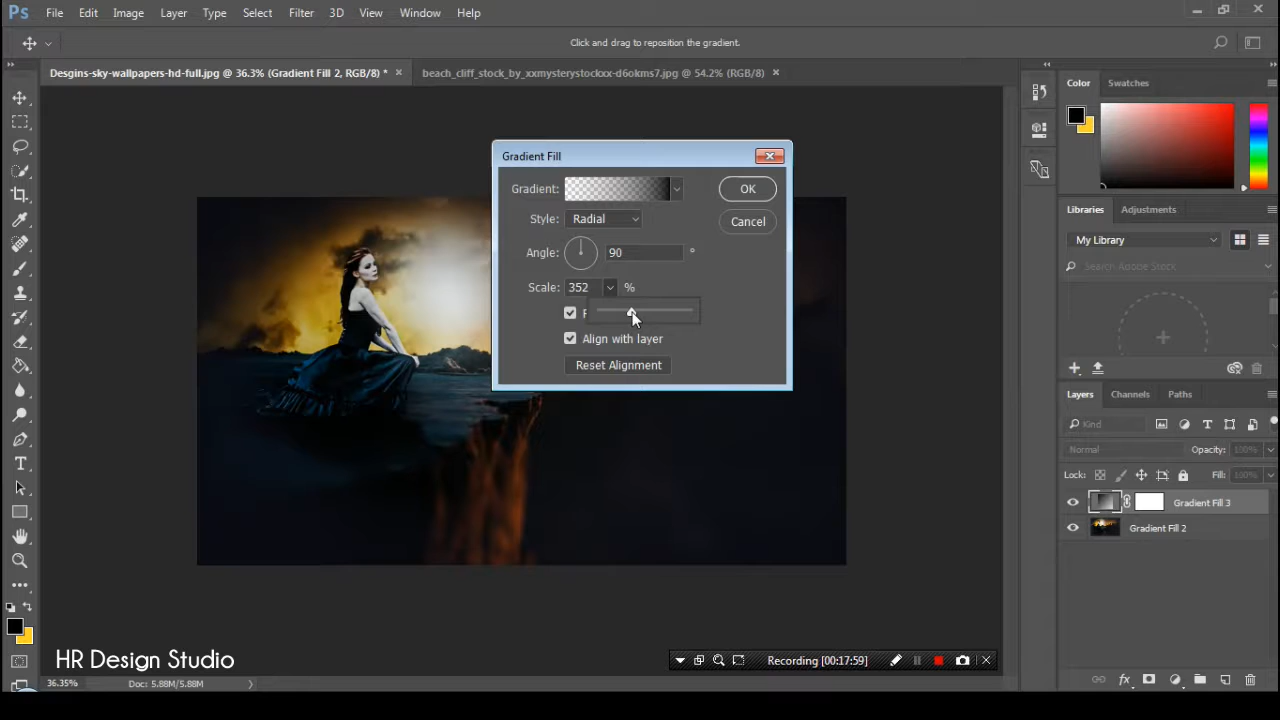 Ps File Edit Image Layer Type Select Filter 3D View Window Help
Click and drag to reposition the gradient.
Desgins-sky-wallpapers-hd-full.jpg @ 36.3% (Gradient Fill 2, RGB/8) * × beach_cliff_stock_by_xxmysterystockxx-d6okms7.jpg @ 54.2% (RGB/8) ×
Color Swatches
Gradient Fill
Gradient: OK
Style: Radial
Cancel
Angle: 90 °
Scale: 352 %
Align with layer
Reset Alignment
Libraries Adjustments
My Library
Search Adobe Stock
Layers Channels Paths
Kind
Normal Opacity: 100%
Lock: Fill: 100%
Gradient Fill 3
Gradient Fill 2
fx
HR Design Studio
Recording [00:17:59]
36.35% Doc: 5.88M/5.88M